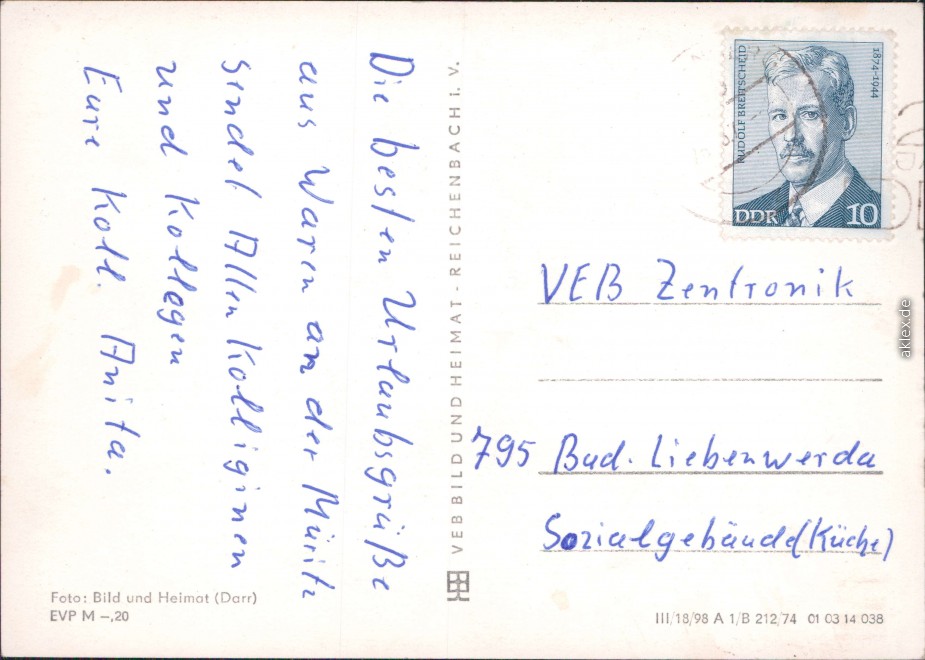 Die besten Urlaubsgrüße
aus Waren an der Müritz
sendet Allen Kolliginen
und Kollegen
Eure Koll. Anita.
VEB BILD UND HEIMAT - REICHENBACH i. V.
RUDOLF BREITSCHEID
1874-1944
DDR 10
VEB Zentronik
795 Bad. Liebenwerda
Sozialgebäude (Küche)
Foto: Bild und Heimat (Darr)
EVP M –,20
III/18/98 A 1/B 212/74 01 03 14 038
aklex.de